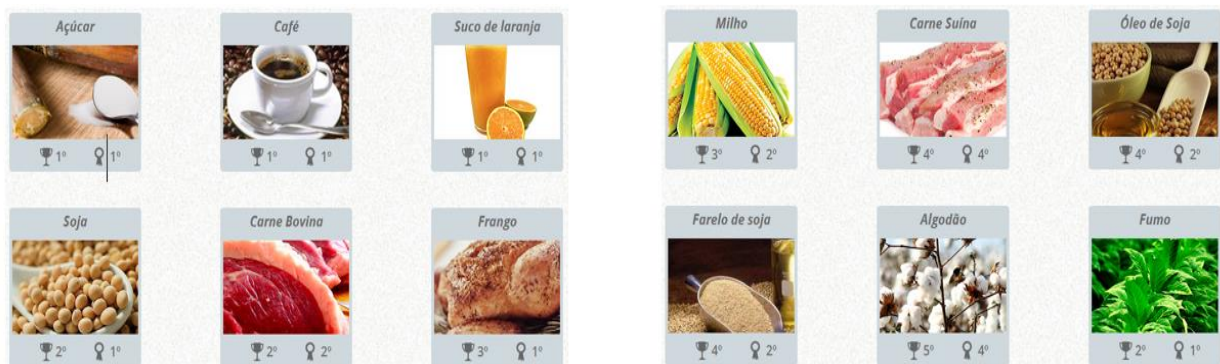 Açúcar
1º 1º
Café
1º 1º
Suco de laranja
1º 1º
Milho
3º 2º
Carne Suína
4º 4º
Óleo de Soja
4º 2º
Soja
2º 1º
Carne Bovina
2º 2º
Frango
3º 1º
Farelo de soja
4º 2º
Algodão
5º 4º
Fumo
2º 1º